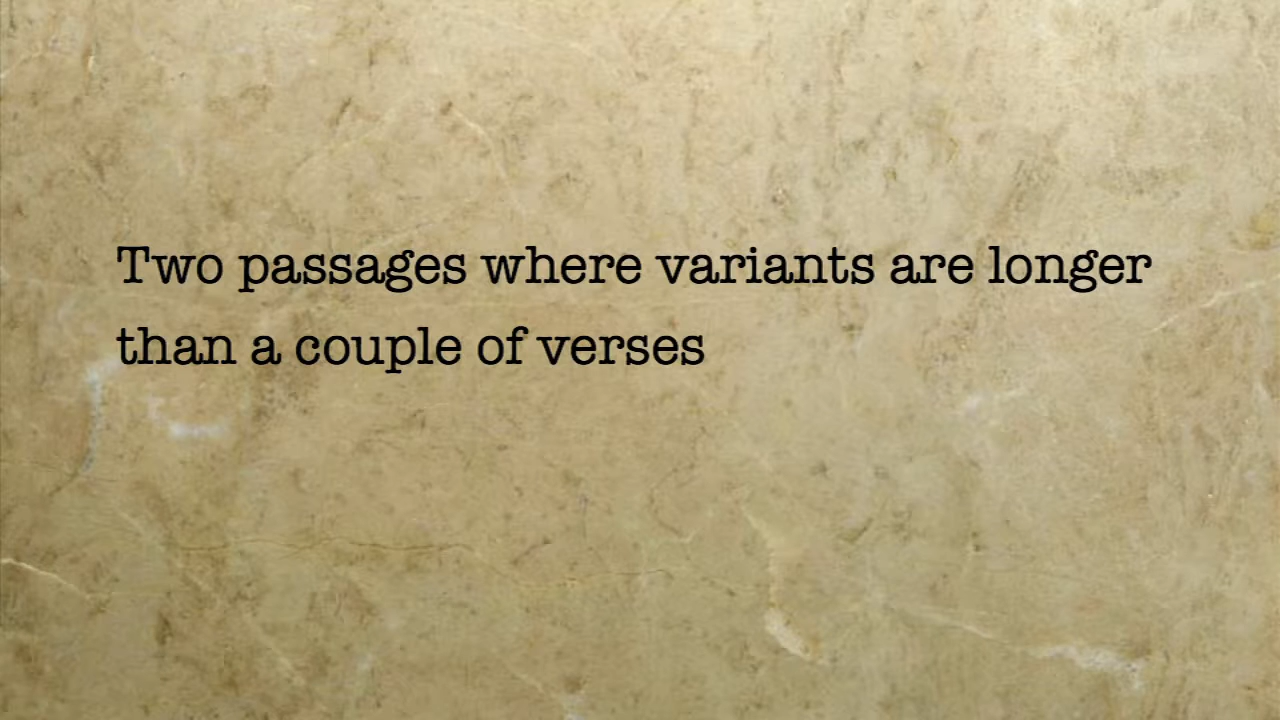 Two passages where variants are longer
than a couple of verses